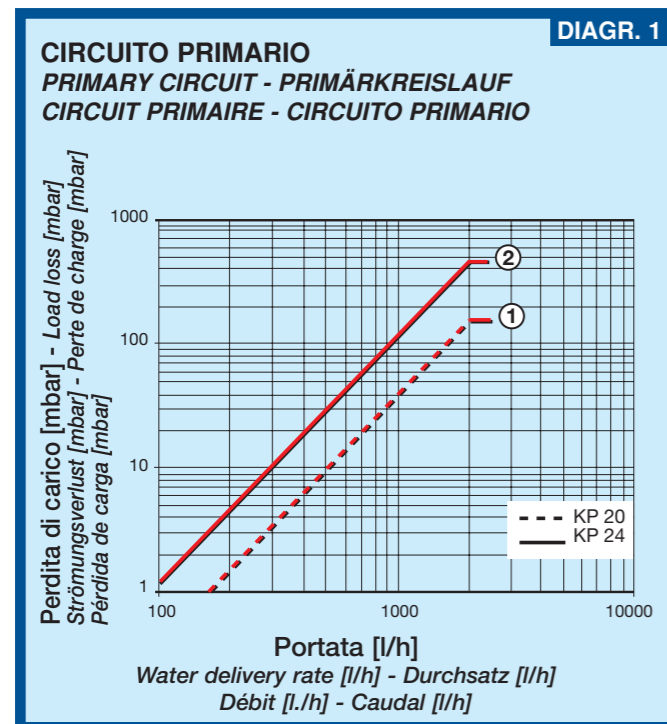 DIAGR. 1
CIRCUITO PRIMARIO
PRIMARY CIRCUIT - PRIMÄRKREISLAUF
CIRCUIT PRIMAIRE - CIRCUITO PRIMARIO
Perdita di carico [mbar] - Load loss [mbar]
Strömungsverlust [mbar] - Perte de charge [mbar]
Pérdida de carga [mbar]
1000
100
10
1
2
1
KP 20
KP 24
100
1000
10000
Portata [l/h]
Water delivery rate [l/h] - Durchsatz [l/h]
Débit [l./h] - Caudal [l/h]